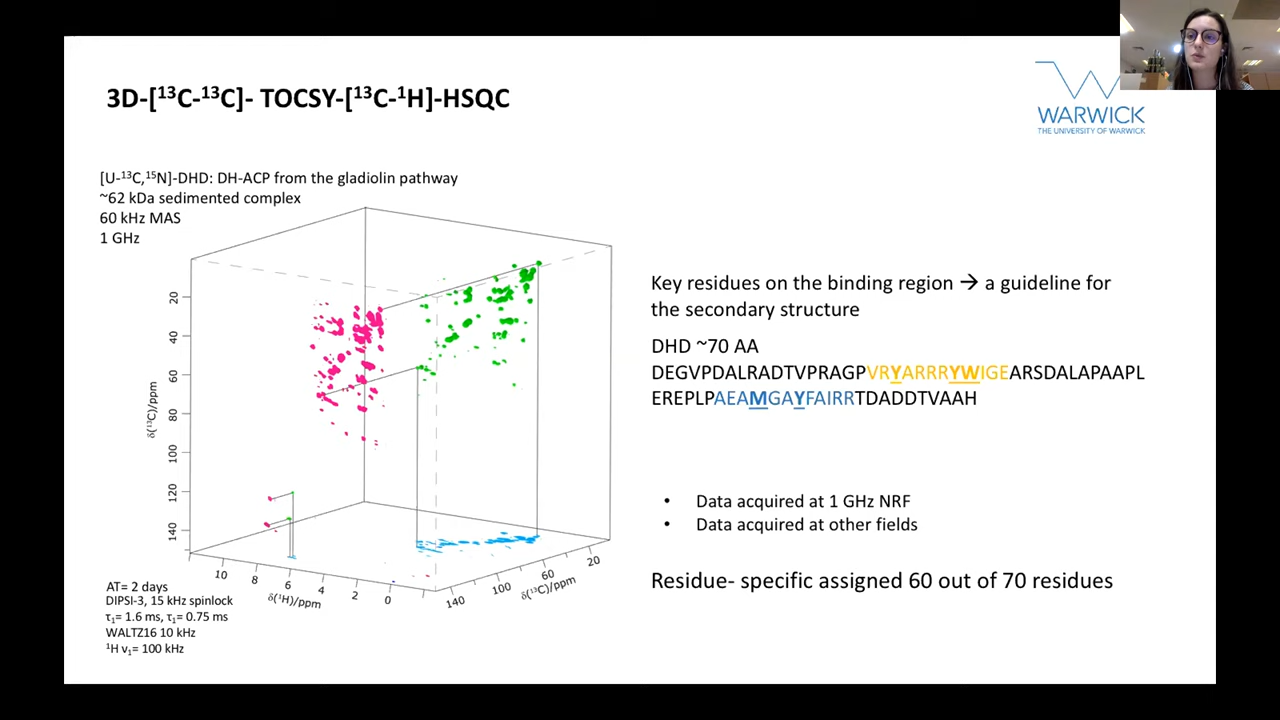 3D-[¹³C-¹³C]- TOCSY-[¹³C-¹H]-HSQC
WARWICK
THE UNIVERSITY OF WARWICK
[U-¹³C,¹⁵N]-DHD: DH-ACP from the gladiolin pathway
~62 kDa sedimented complex
60 kHz MAS
1 GHz
20
40
60
80
100
120
140
δ(¹³C)/ppm
10
8
6
4
2
0
δ(¹H)/ppm
140
100
60
20
δ(¹³C)/ppm
AT= 2 days
DIPSI-3, 15 kHz spinlock
τ₁= 1.6 ms, τ₁= 0.75 ms
WALTZ16 10 kHz
¹H ν₁= 100 kHz
Key residues on the binding region → a guideline for
the secondary structure
DHD ~70 AA
DEGVPDALRADTVPRAGPVRYARRRYWIGEARSDALAPAAPL
EREPLPAEAMGAYFAIRRTDADDTVAAH
• Data acquired at 1 GHz NRF
• Data acquired at other fields
Residue- specific assigned 60 out of 70 residues